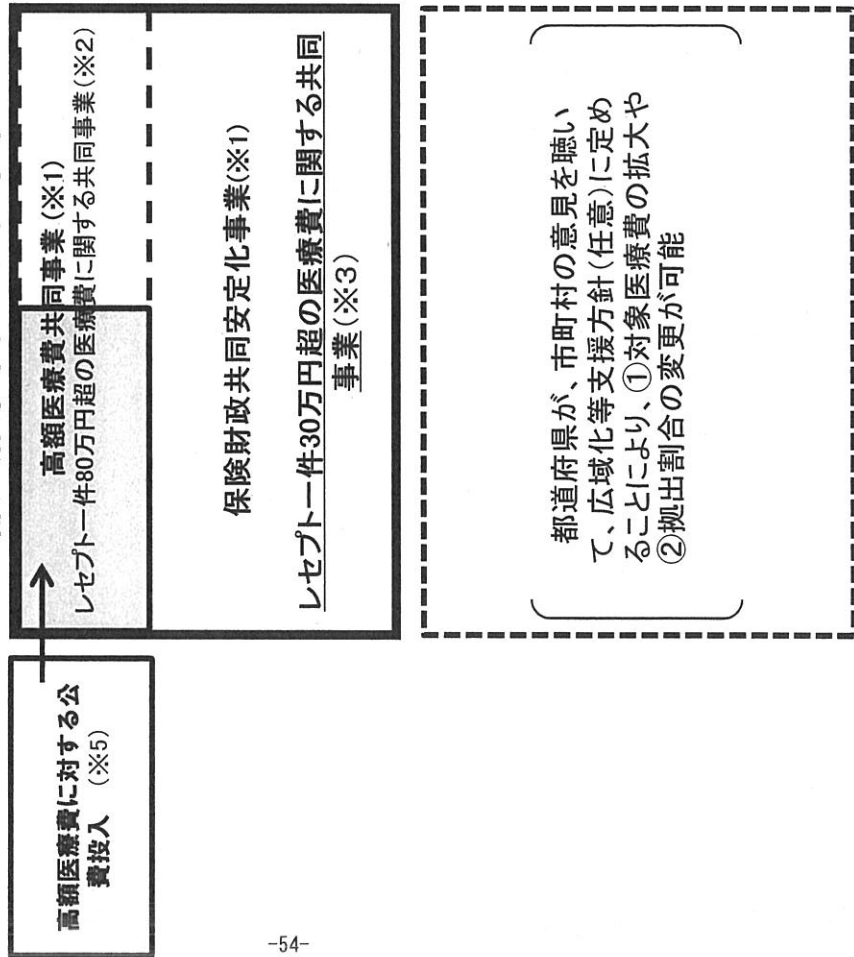 高額医療費に対する公
費投入 (※5)
高額医療費共同事業(※1)
レセプト一件80万円超の医療費に関する共同事業(※2)
保険財政共同安定化事業(※1)
レセプト一件30万円超の医療費に関する共同
事業(※3)
都道府県が、市町村の意見を聴い
て、広域化等支援方針(任意)に定め
ることにより、①対象医療費の拡大や
②拠出割合の変更が可能
-54-